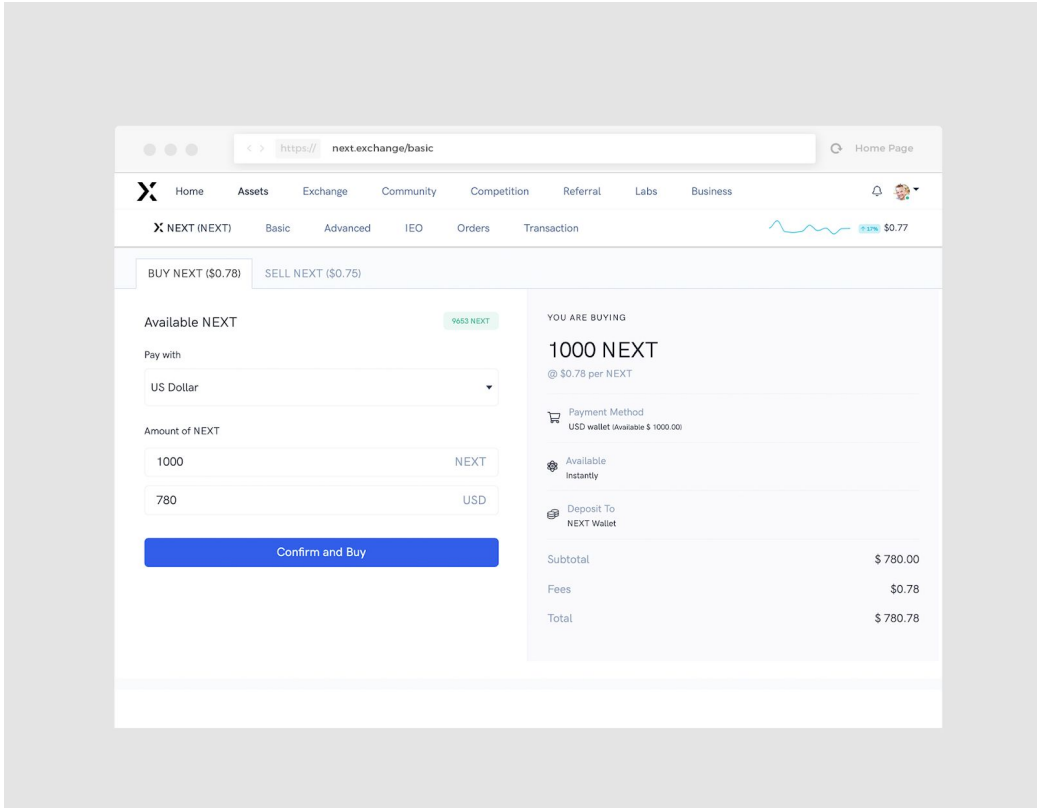 https:// next.exchange/basic Home Page
Home Assets Exchange Community Competition Referral Labs Business
NEXT (NEXT) Basic Advanced IEO Orders Transaction 17% $0.77
BUY NEXT ($0.78) SELL NEXT ($0.75)
Available NEXT 9653 NEXT
Pay with
US Dollar
Amount of NEXT
1000 NEXT
780 USD
Confirm and Buy
YOU ARE BUYING
1000 NEXT
@ $0.78 per NEXT
Payment Method
USD wallet (Available $ 1000.00)
Available
Instantly
Deposit To
NEXT Wallet
Subtotal $ 780.00
Fees $0.78
Total $ 780.78